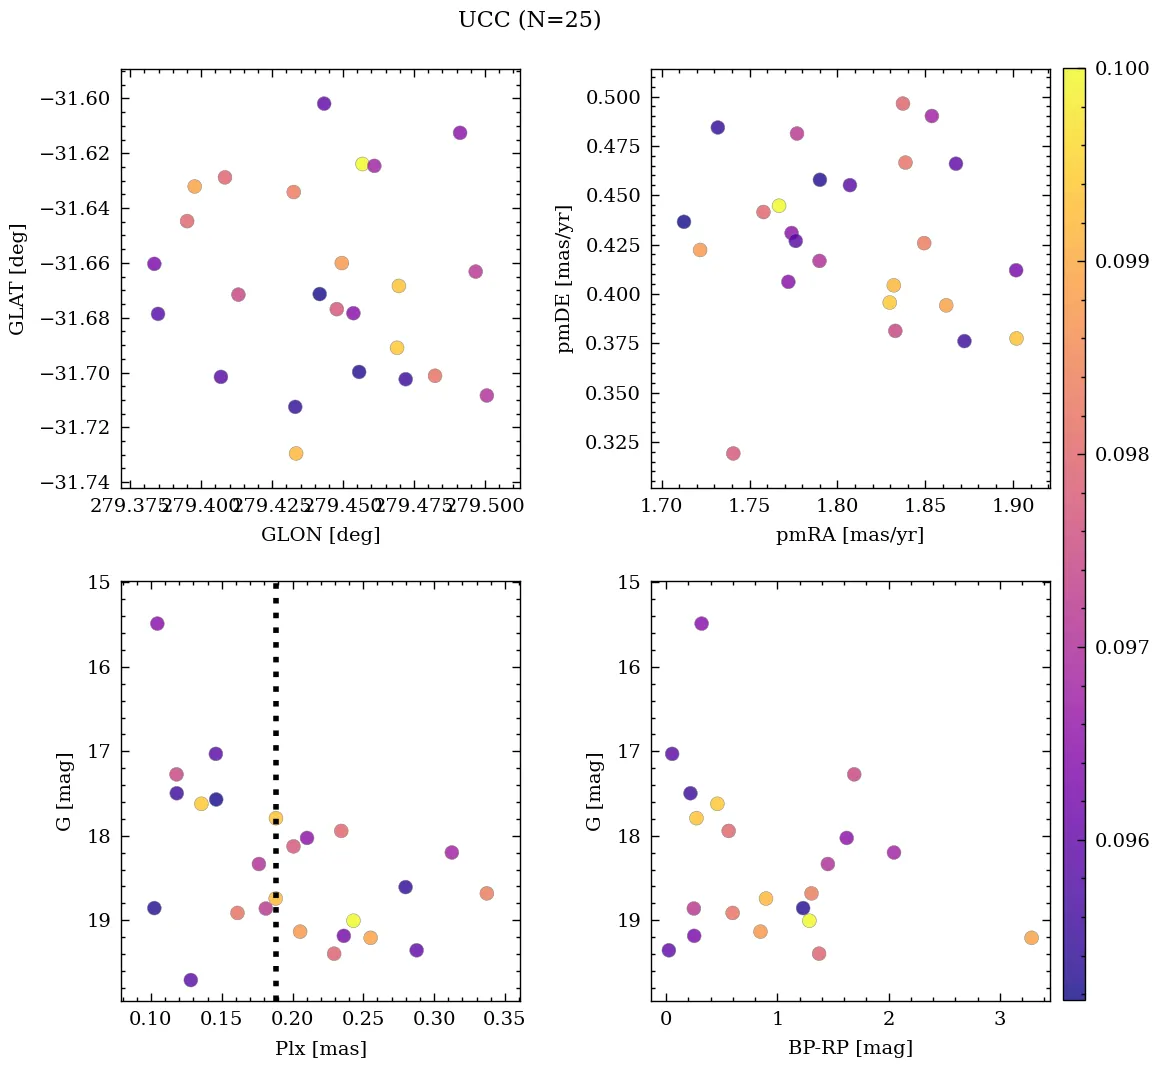 UCC (N=25)
−31.60
−31.62
−31.64
−31.66
−31.68
−31.70
−31.72
−31.74
GLAT [deg]
279.375 279.400 279.425 279.450 279.475 279.500
GLON [deg]
0.500
0.475
0.450
0.425
0.400
0.375
0.350
0.325
pmDE [mas/yr]
1.70 1.75 1.80 1.85 1.90
pmRA [mas/yr]
0.100
0.099
0.098
0.097
0.096
15
16
17
18
19
G [mag]
0.10 0.15 0.20 0.25 0.30 0.35
Plx [mas]
15
16
17
18
19
G [mag]
0 1 2 3
BP-RP [mag]